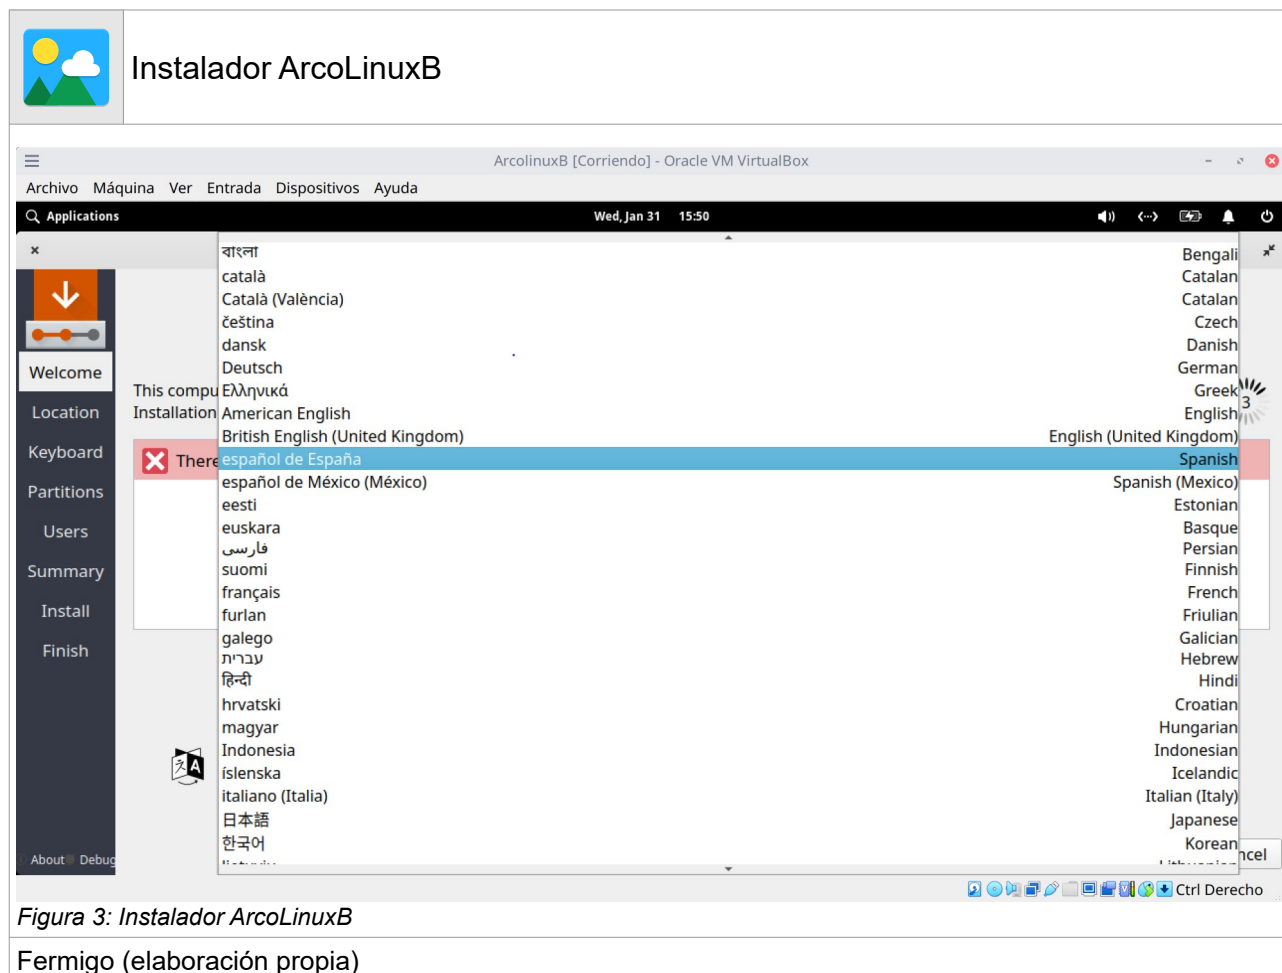 Instalador ArcoLinuxB
ArcolinuxB [Corriendo] - Oracle VM VirtualBox
Archivo Máquina Ver Entrada Dispositivos Ayuda
Applications Wed, Jan 31 15:50
বাংলা Bengali
català Catalan
Català (València) Catalan
čeština Czech
dansk Danish
Deutsch German
Ελληνικά Greek
American English English
British English (United Kingdom) English (United Kingdom)
español de España Spanish
español de México (México) Spanish (Mexico)
eesti Estonian
euskara Basque
فارسی Persian
suomi Finnish
français French
furlan Friulian
galego Galician
עברית Hebrew
हिन्दी Hindi
hrvatski Croatian
magyar Hungarian
Indonesia Indonesian
íslenska Icelandic
italiano (Italia) Italian (Italy)
日本語 Japanese
한국어 Korean
Welcome
Location
Keyboard
Partitions
Users
Summary
Install
Finish
About Debug
This compu
Installation
There
3
ncel
Ctrl Derecho
Figura 3: Instalador ArcoLinuxB
Fermigo (elaboración propia)